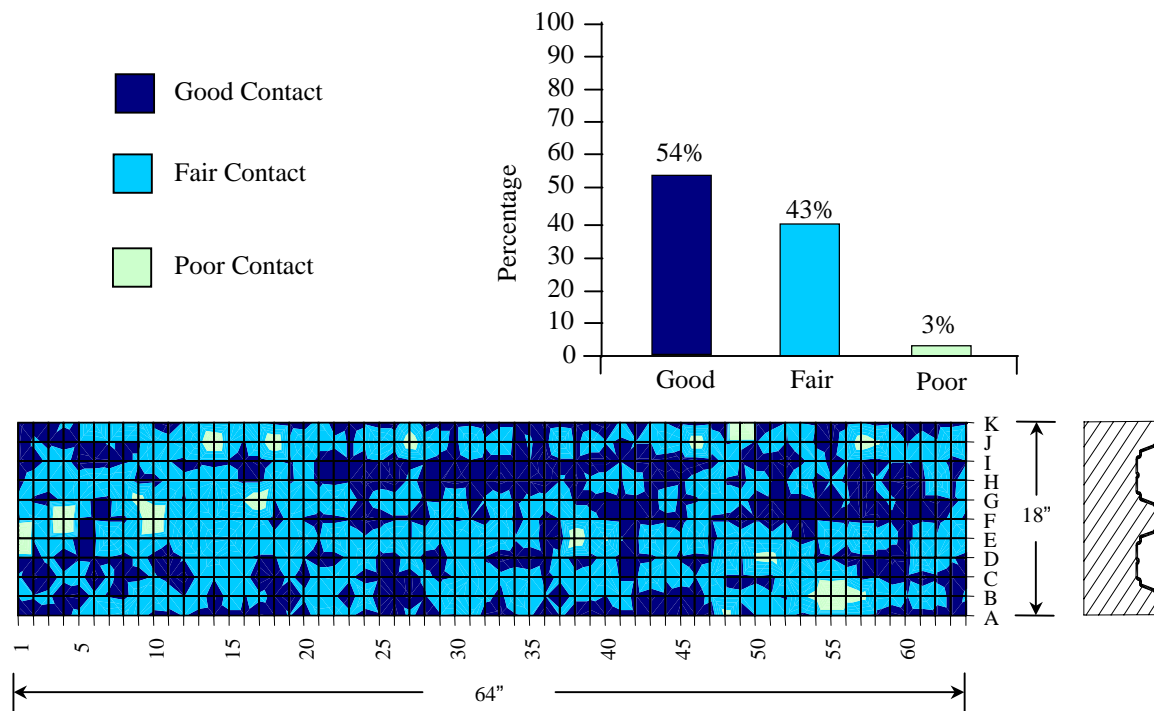 Good Contact
Fair Contact
Poor Contact
Percentage
100
90
80
70
60
50
40
30
20
10
0
54%
43%
3%
Good Fair Poor
K
J
I
H
G
F
E
D
C
B
A
18”
1 5 10 15 20 25 30 35 40 45 50 55 60
64”